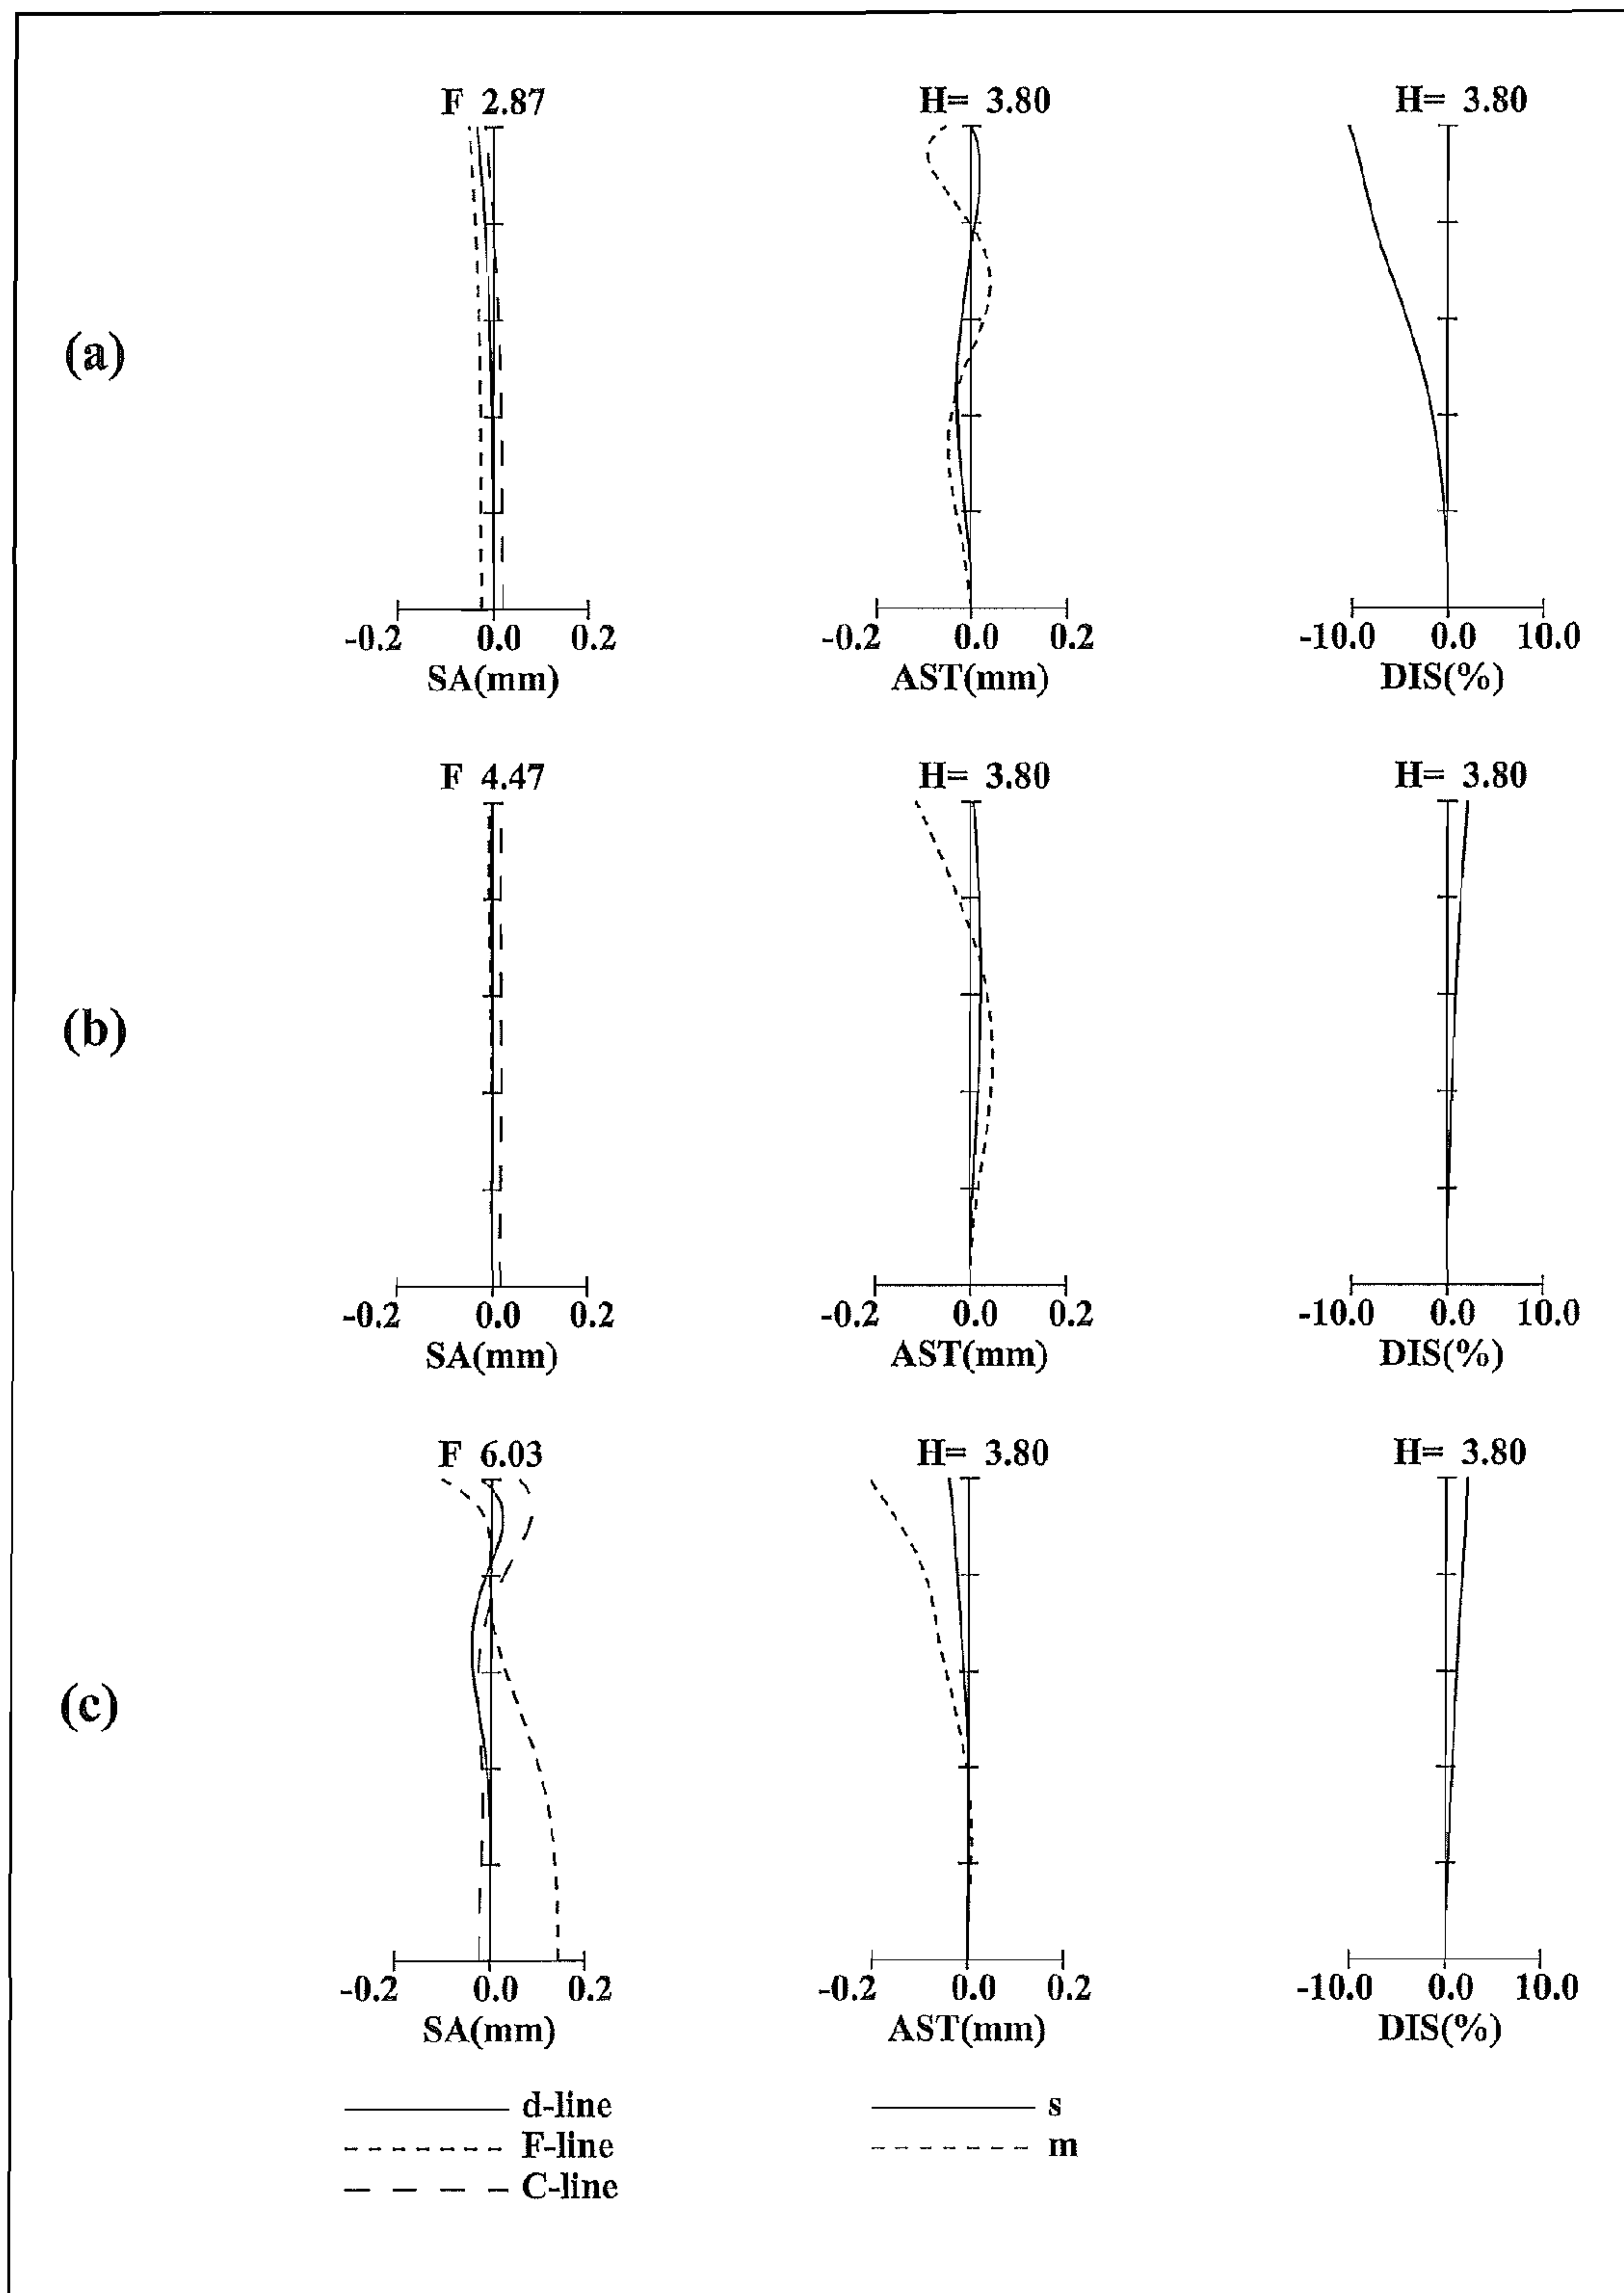 F 2.87 H= 3.80 H= 3.80
(a)
-0.2 0.0 0.2 -0.2 0.0 0.2 -10.0 0.0 10.0
SA(mm) AST(mm) DIS(%)
F 4.47 H= 3.80 H= 3.80
(b)
-0.2 0.0 0.2 -0.2 0.0 0.2 -10.0 0.0 10.0
SA(mm) AST(mm) DIS(%)
F 6.03 H= 3.80 H= 3.80
(c)
-0.2 0.0 0.2 -0.2 0.0 0.2 -10.0 0.0 10.0
SA(mm) AST(mm) DIS(%)
d-line s
F-line m
C-line